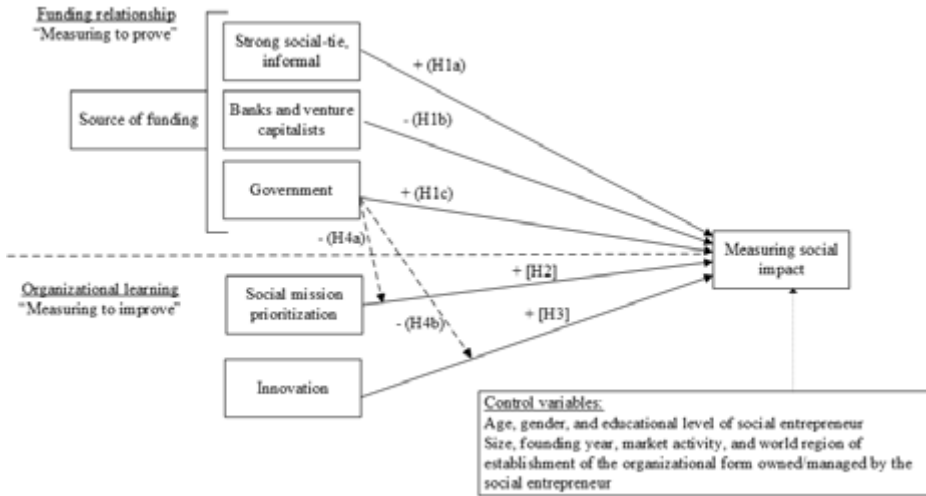 Funding relationship
"Measuring to prove"
Strong social-tie,
informal
+ (H1a)
Source of funding
Banks and venture
capitalists
- (H1b)
Government
+ (H1c)
- (H4a)
Measuring social
impact
Organizational learning
"Measuring to improve"
Social mission
prioritization
+ [H2]
- (H4b)
+ [H3]
Innovation
Control variables:
Age, gender, and educational level of social entrepreneur
Size, founding year, market activity, and world region of
establishment of the organizational form owned/managed by the
social entrepreneur